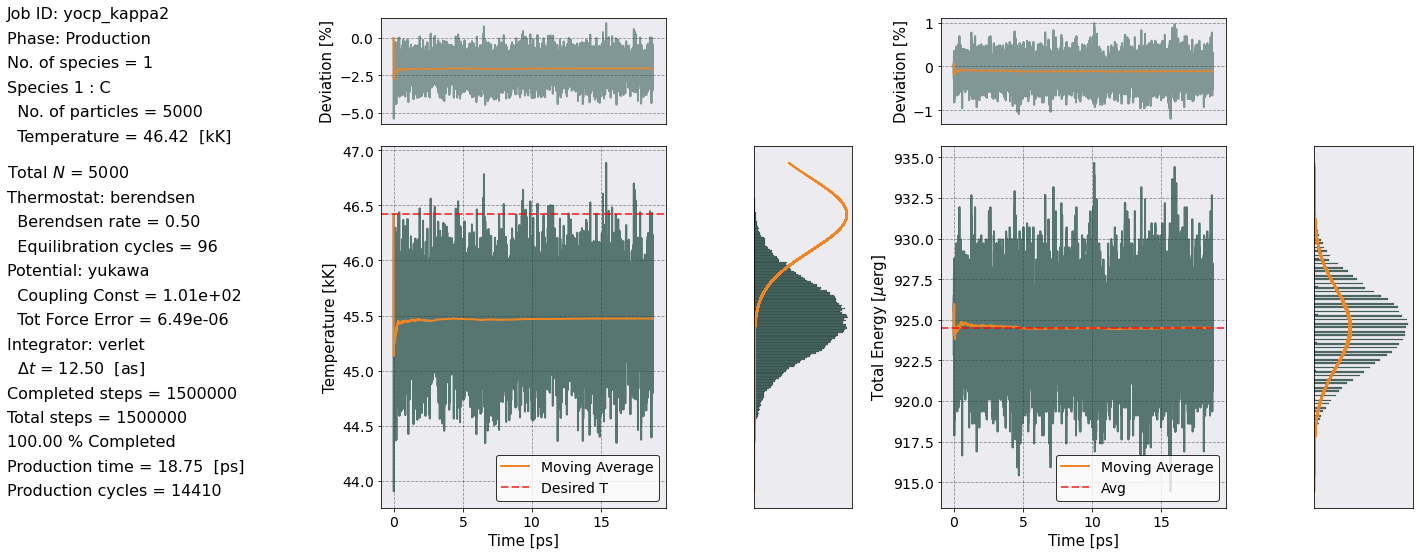 Job ID: yocp_kappa2
Phase: Production
No. of species = 1
Species 1 : C
No. of particles = 5000
Temperature = 46.42 [kK]
Total N = 5000
Thermostat: berendsen
Berendsen rate = 0.50
Equilibration cycles = 96
Potential: yukawa
Coupling Const = 1.01e+02
Tot Force Error = 6.49e-06
Integrator: verlet
Δt = 12.50 [as]
Completed steps = 1500000
Total steps = 1500000
100.00 % Completed
Production time = 18.75 [ps]
Production cycles = 14410
Deviation [%]
0.0
−2.5
−5.0
Temperature [kK]
47.0
46.5
46.0
45.5
45.0
44.5
44.0
Moving Average
Desired T
0
5
10
15
Time [ps]
Deviation [%]
1
0
−1
Total Energy [μerg]
935.0
932.5
930.0
927.5
925.0
922.5
920.0
917.5
915.0
Moving Average
Avg
0
5
10
15
Time [ps]